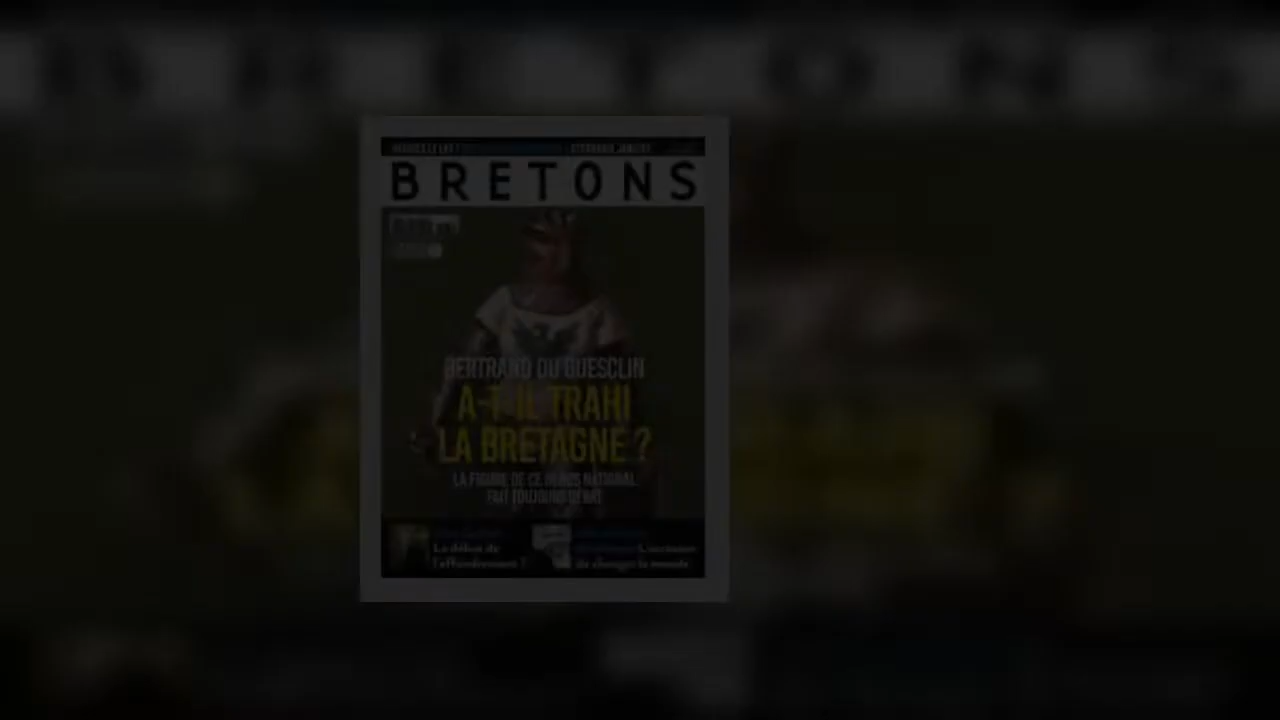 BRETONS
BERTRAND DU GUESCLIN
A-T-IL TRAHI
LA BRETAGNE ?
LA FIGURE DE CE HÉROS NATIONAL
FAIT TOUJOURS DÉBAT
Le début de
l'effondrement ?
de changer le monde